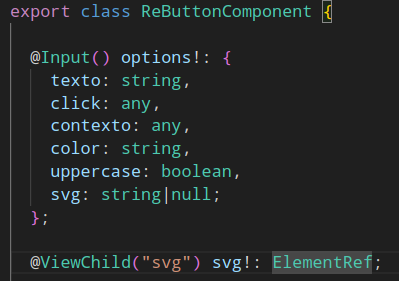 export class ReButtonComponent {
@Input() options!: {
texto: string,
click: any,
contexto: any,
color: string,
uppercase: boolean,
svg: string|null;
};
@ViewChild("svg") svg!: ElementRef;